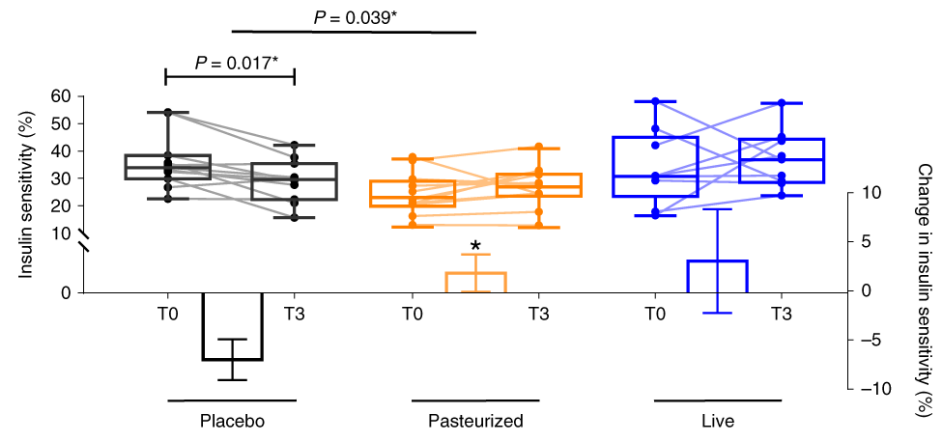 P = 0.039*
P = 0.017*
Insulin sensitivity (%)
60
50
40
30
20
10
0
*
T0
T3
T0
T3
T0
T3
Placebo
Pasteurized
Live
10
5
0
−5
−10
Change in insulin sensitivity (%)